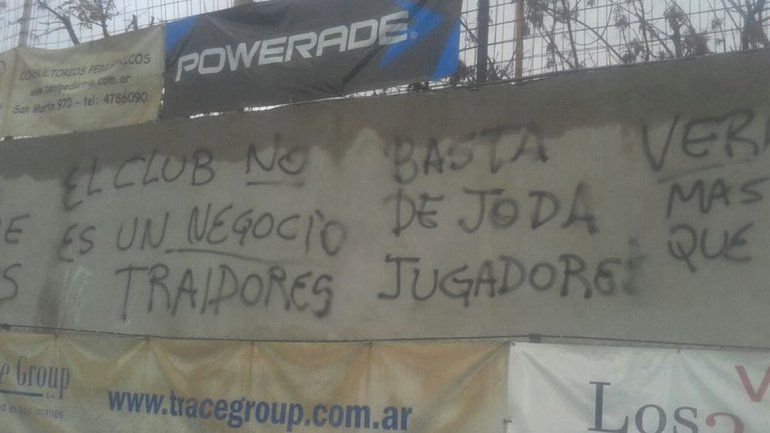 CONSULTORIOS PEDIÁTRICOS
San Martín 970 - tel: 4786090
POWERADE
EL CLUB NO
ES UN NEGOCIO
TRAIDORES
BASTA
DE JODA
JUGADORES
MAS
QUE
Group
www.tracegroup.com.ar
Los